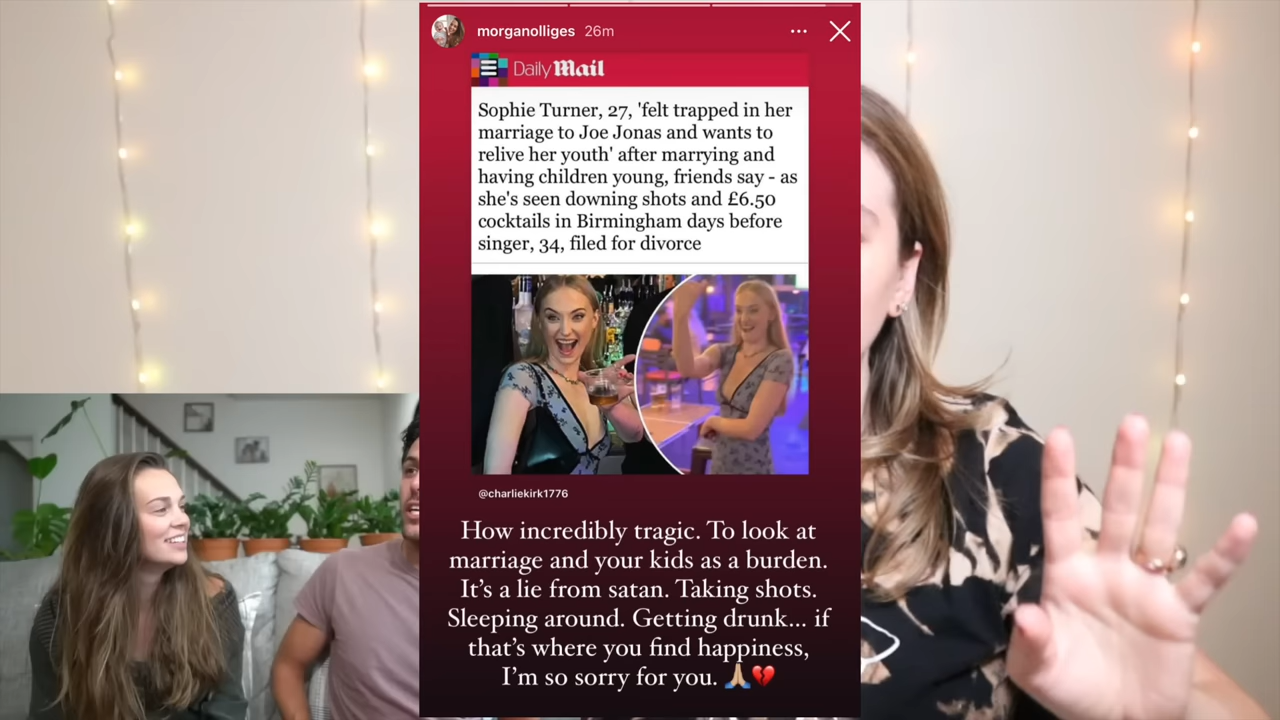 morganolliges 26m
Daily Mail
Sophie Turner, 27, 'felt trapped in her
marriage to Joe Jonas and wants to
relive her youth' after marrying and
having children young, friends say - as
she's seen downing shots and £6.50
cocktails in Birmingham days before
singer, 34, filed for divorce
@charliekirk1776
How incredibly tragic. To look at
marriage and your kids as a burden.
It’s a lie from satan. Taking shots.
Sleeping around. Getting drunk... if
that’s where you find happiness,
I’m so sorry for you. 🙏🏼💔